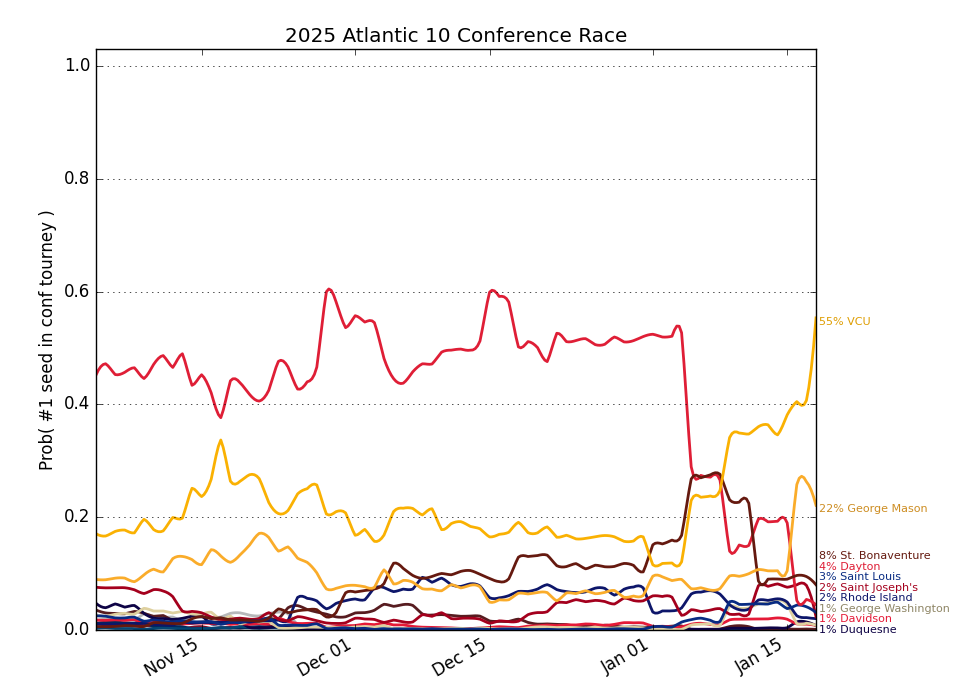 2025 Atlantic 10 Conference Race
Prob( #1 seed in conf tourney )
1.0
0.8
0.6
0.4
0.2
0.0
Nov 15
Dec 01
Dec 15
Jan 01
Jan 15
55% VCU
22% George Mason
8% St. Bonaventure
4% Dayton
3% Saint Louis
2% Saint Joseph's
2% Rhode Island
1% George Washington
1% Davidson
1% Duquesne